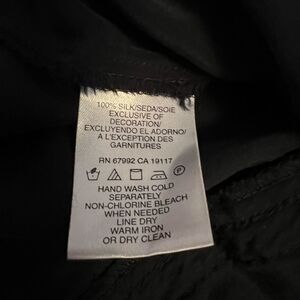 100% SILK/SEDA/SOIE
EXCLUSIVE OF
DECORATION/
EXCLUYENDO EL ADORNO/
A L'EXCEPTION DES
GARNITURES
RN 67992 CA 19117
HAND WASH COLD
SEPARATELY
NON-CHLORINE BLEACH
WHEN NEEDED
LINE DRY
WARM IRON
OR DRY CLEAN